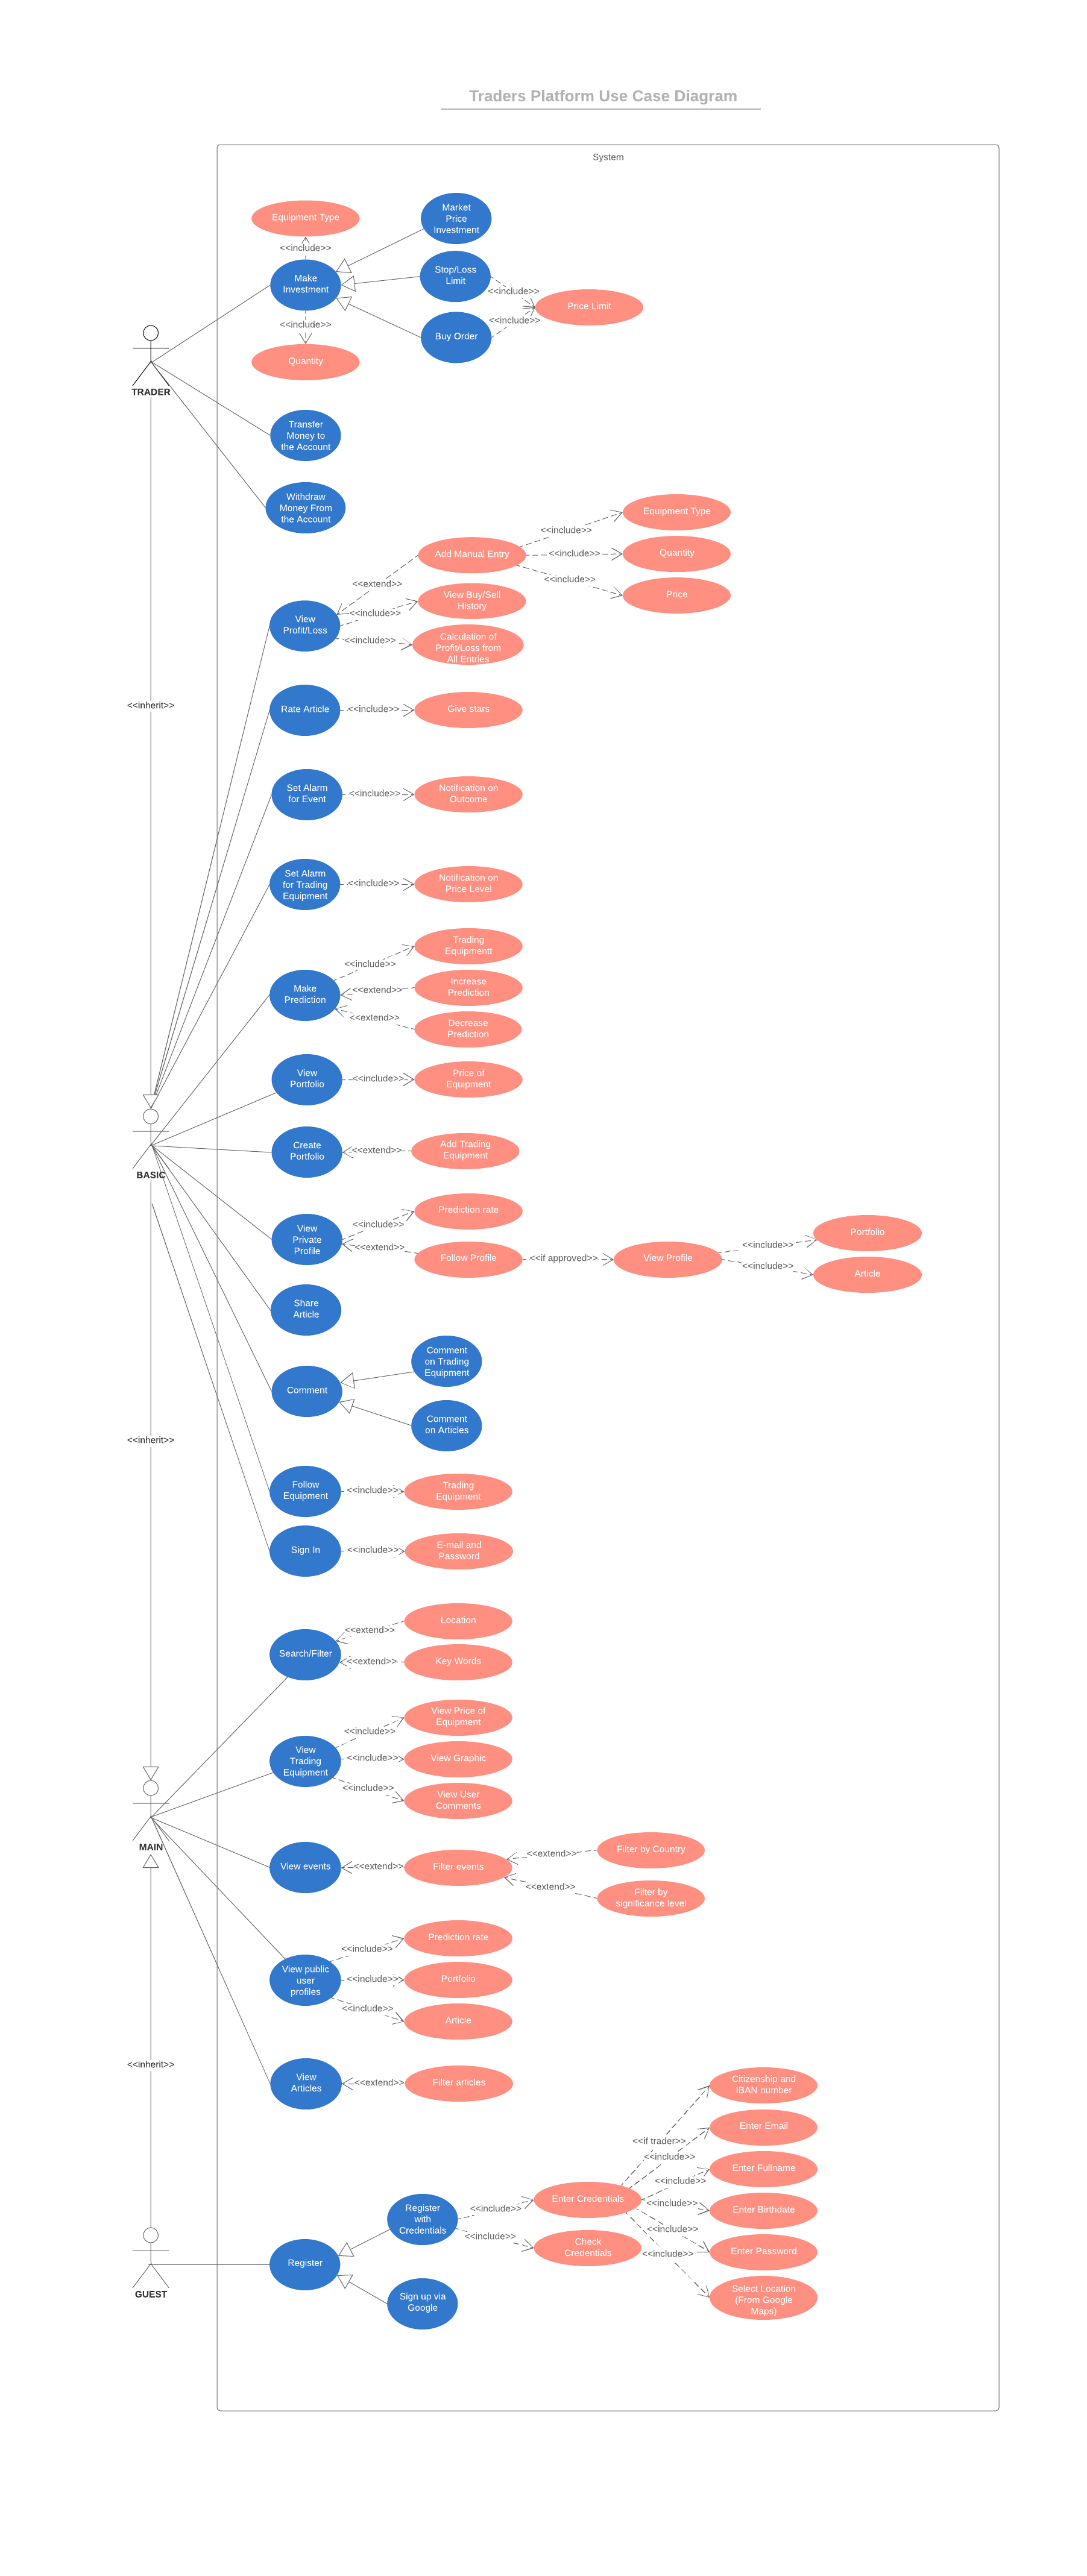 Traders Platform Use Case Diagram
System
Equipment Type
<<include>>
Make
Investment
<<include>>
Quantity
Market
Price
Investment
Stop/Loss
Limit
Buy Order
<<include>>
<<include>>
Price Limit
TRADER
Transfer
Money to
the Account
Withdraw
Money From
the Account
<<inherit>>
View
Profit/Loss
<<extend>>
<<include>>
<<include>>
Add Manual Entry
View Buy/Sell
History
Calculation of
Profit/Loss from
All Entries
<<include>>
<<include>>
<<include>>
Equipment Type
Quantity
Price
Rate Article
<<include>>
Give stars
Set Alarm
for Event
<<include>>
Notification on
Outcome
Set Alarm
for Trading
Equipment
<<include>>
Notification on
Price Level
Make
Prediction
<<include>>
<<extend>>
<<extend>>
Trading
Equipmentt
Increase
Prediction
Decrease
Prediction
View
Portfolio
<<include>>
Price of
Equipment
BASIC
Create
Portfolio
<<extend>>
Add Trading
Equipment
View
Private
Profile
<<include>>
<<extend>>
Prediction rate
Follow Profile
<<if approved>>
View Profile
<<include>>
<<include>>
Portfolio
Article
Share
Article
Comment
Comment
on Trading
Equipment
Comment
on Articles
<<inherit>>
Follow
Equipment
<<include>>
Trading
Equipment
Sign In
<<include>>
E-mail and
Password
Search/Filter
<<extend>>
<<extend>>
Location
Key Words
View
Trading
Equipment
<<include>>
<<include>>
<<include>>
View Price of
Equipment
View Graphic
View User
Comments
MAIN
View events
<<extend>>
Filter events
<<extend>>
<<extend>>
Filter by Country
Filter by
significance level
View public
user
profiles
<<include>>
<<include>>
<<include>>
Prediction rate
Portfolio
Article
<<inherit>>
View
Articles
<<extend>>
Filter articles
GUEST
Register
Register
with
Credentials
Sign up via
Google
<<include>>
<<include>>
Enter Credentials
Check
Credentials
<<if trader>>
<<include>>
<<include>>
<<include>>
<<include>>
<<include>>
Citizenship and
IBAN number
Enter Email
Enter Fullname
Enter Birthdate
Enter Password
Select Location
(From Google
Maps)